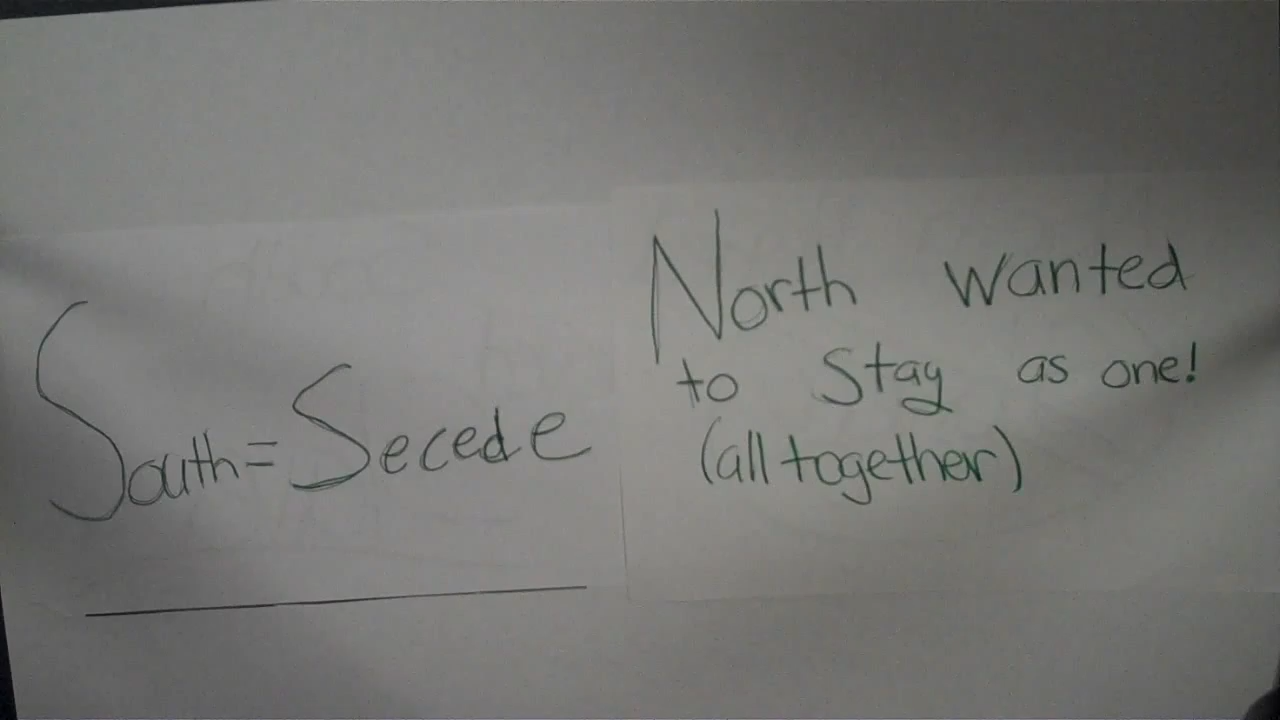 South = Secede
North wanted
to Stay as one!
(all together)